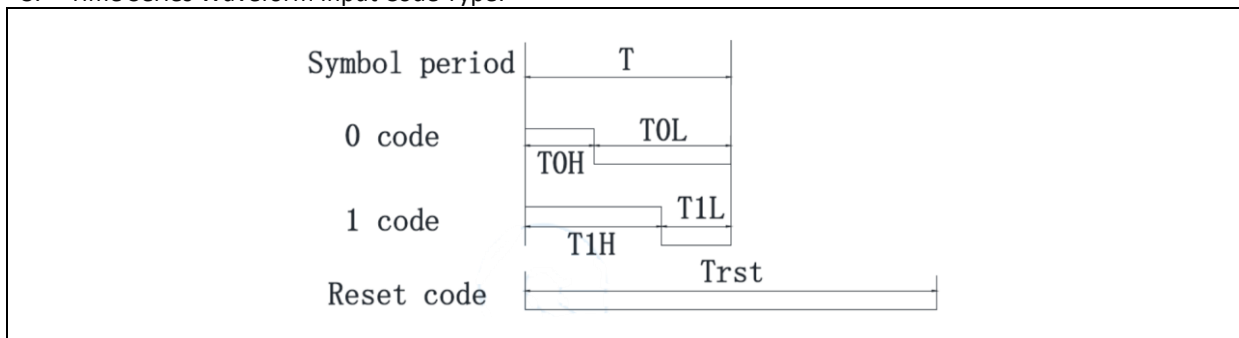 Symbol period T
0 code T0H T0L
1 code T1H T1L
Reset code Trst